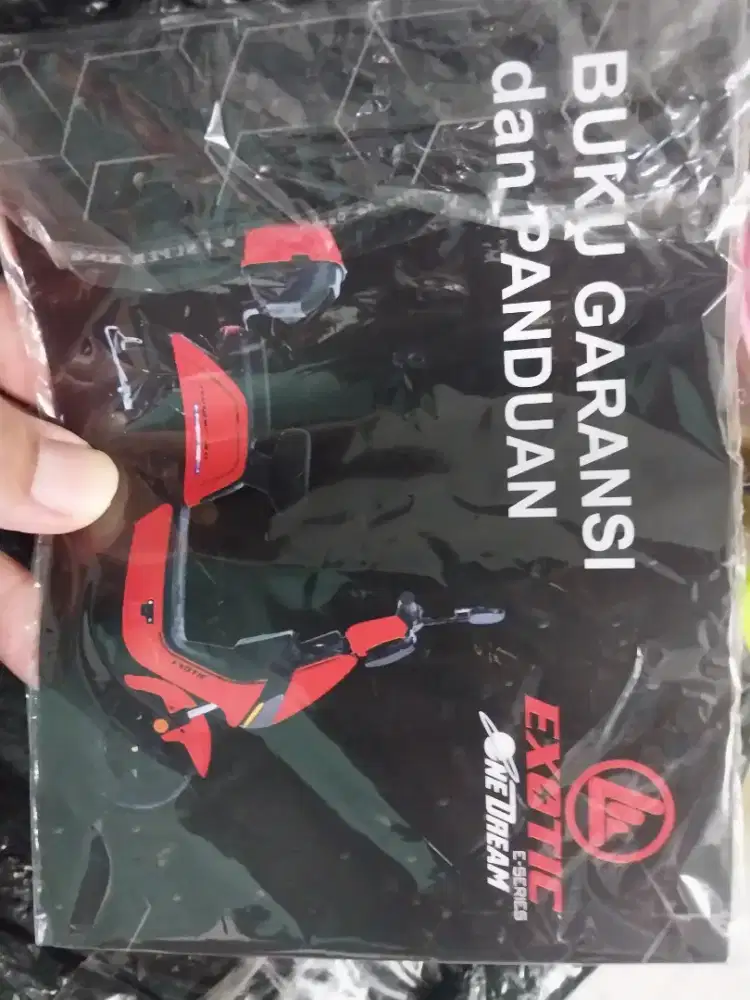 BUKU GARANSI
dan PANDUAN
EXOTIC
E-SERIES
ONE DREAM